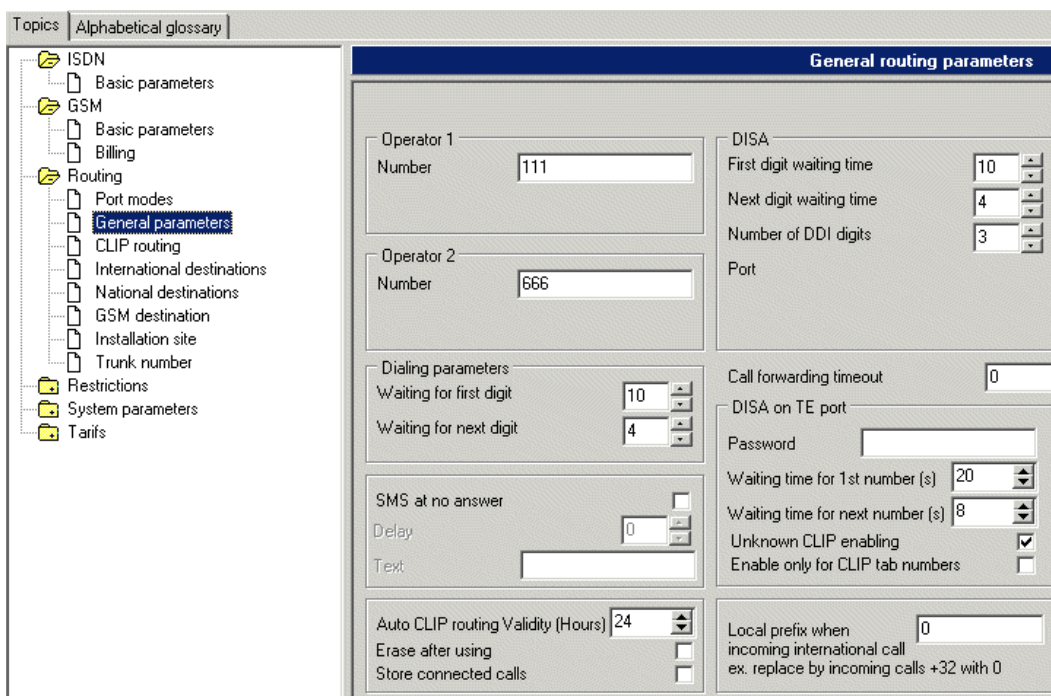 Topics
Alphabetical glossary
ISDN
Basic parameters
GSM
Basic parameters
Billing
Routing
Port modes
General parameters
CLIP routing
International destinations
National destinations
GSM destination
Installation site
Trunk number
Restrictions
System parameters
Tarifs
General routing parameters
Operator 1
Number 111
Operator 2
Number 666
Dialing parameters
Waiting for first digit 10
Waiting for next digit 4
SMS at no answer
Delay 0
Text
Auto CLIP routing Validity (Hours) 24
Erase after using
Store connected calls
DISA
First digit waiting time 10
Next digit waiting time 4
Number of DDI digits 3
Port
Call forwarding timeout 0
DISA on TE port
Password
Waiting time for 1st number (s) 20
Waiting time for next number (s) 8
Unknown CLIP enabling
Enable only for CLIP tab numbers
Local prefix when 0
incoming international call
ex. replace by incoming calls +32 with 0